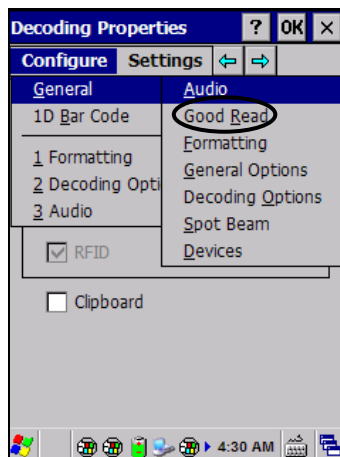 Decoding Properties ? OK ×
Configure Settings
General
1D Bar Code
1 Formatting
2 Decoding Opti
3 Audio
Audio
Good Read
Formatting
General Options
Decoding Options
Spot Beam
Devices
RFID
Clipboard
4:30 AM